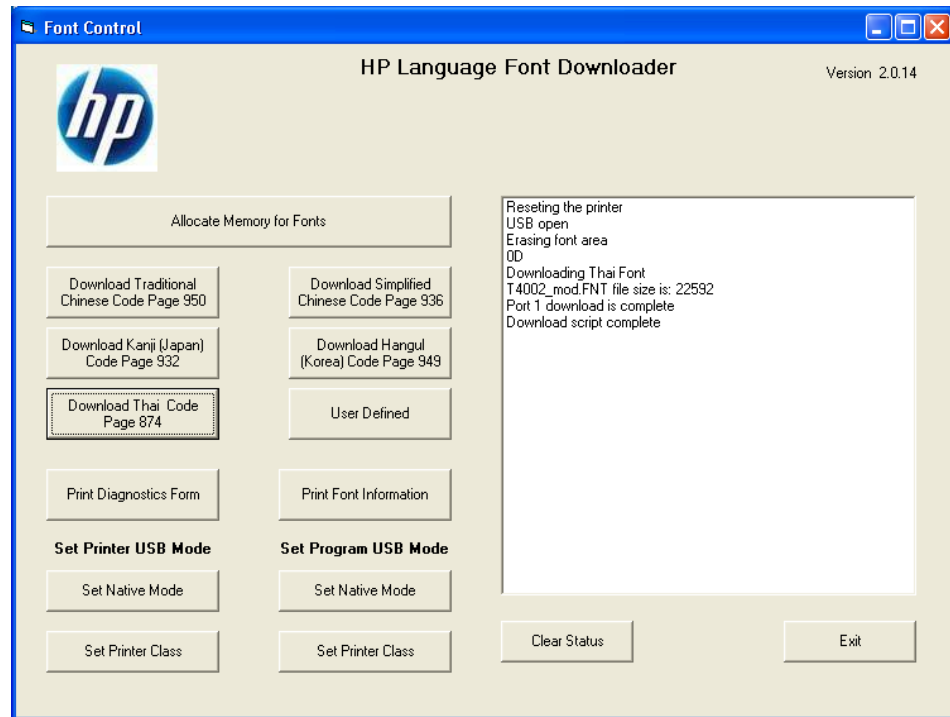 Font Control
HP Language Font Downloader
Version 2.0.14
hp
Allocate Memory for Fonts
Download Traditional
Chinese Code Page 950
Download Simplified
Chinese Code Page 936
Download Kanji (Japan)
Code Page 932
Download Hangul
(Korea) Code Page 949
Download Thai Code
Page 874
User Defined
Print Diagnostics Form
Print Font Information
Set Printer USB Mode
Set Program USB Mode
Set Native Mode
Set Native Mode
Set Printer Class
Set Printer Class
Reseting the printer
USB open
Erasing font area
0D
Downloading Thai Font
T4002_mod.FNT file size is: 22592
Port 1 download is complete
Download script complete
Clear Status
Exit